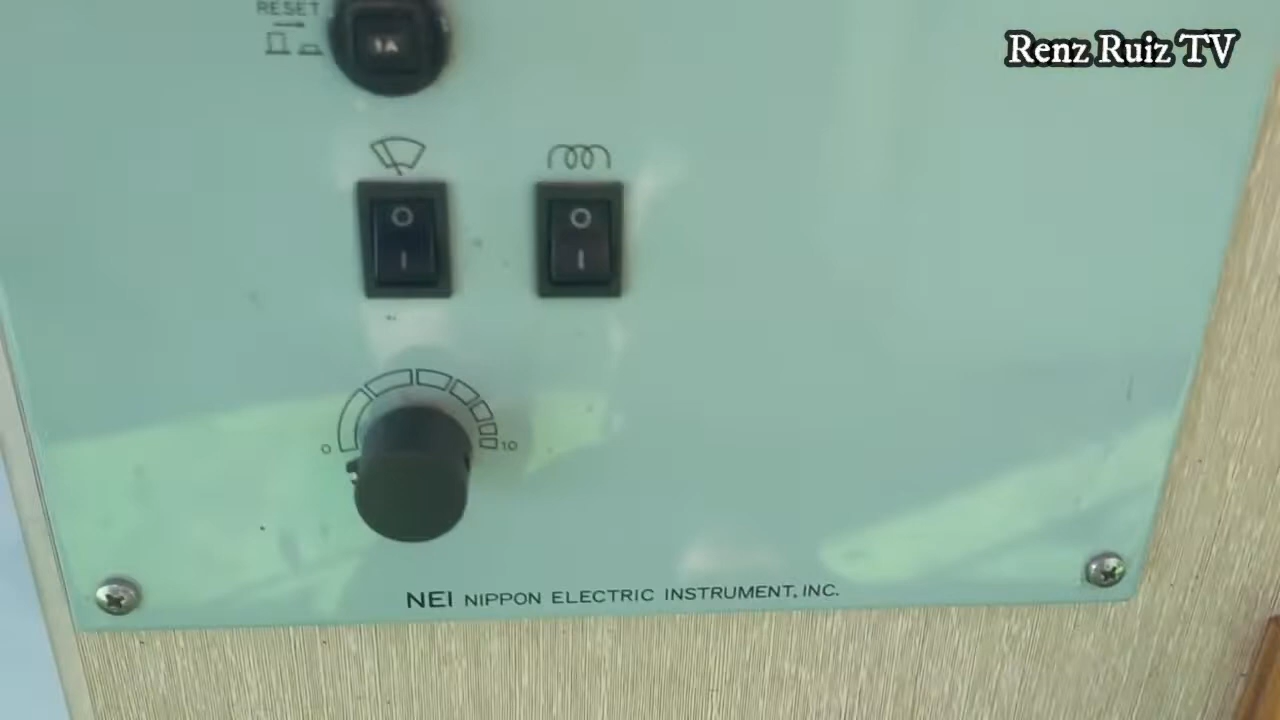 RESET
1A
Renz Ruiz TV
O
I
O
I
0
10
NEI NIPPON ELECTRIC INSTRUMENT, INC.